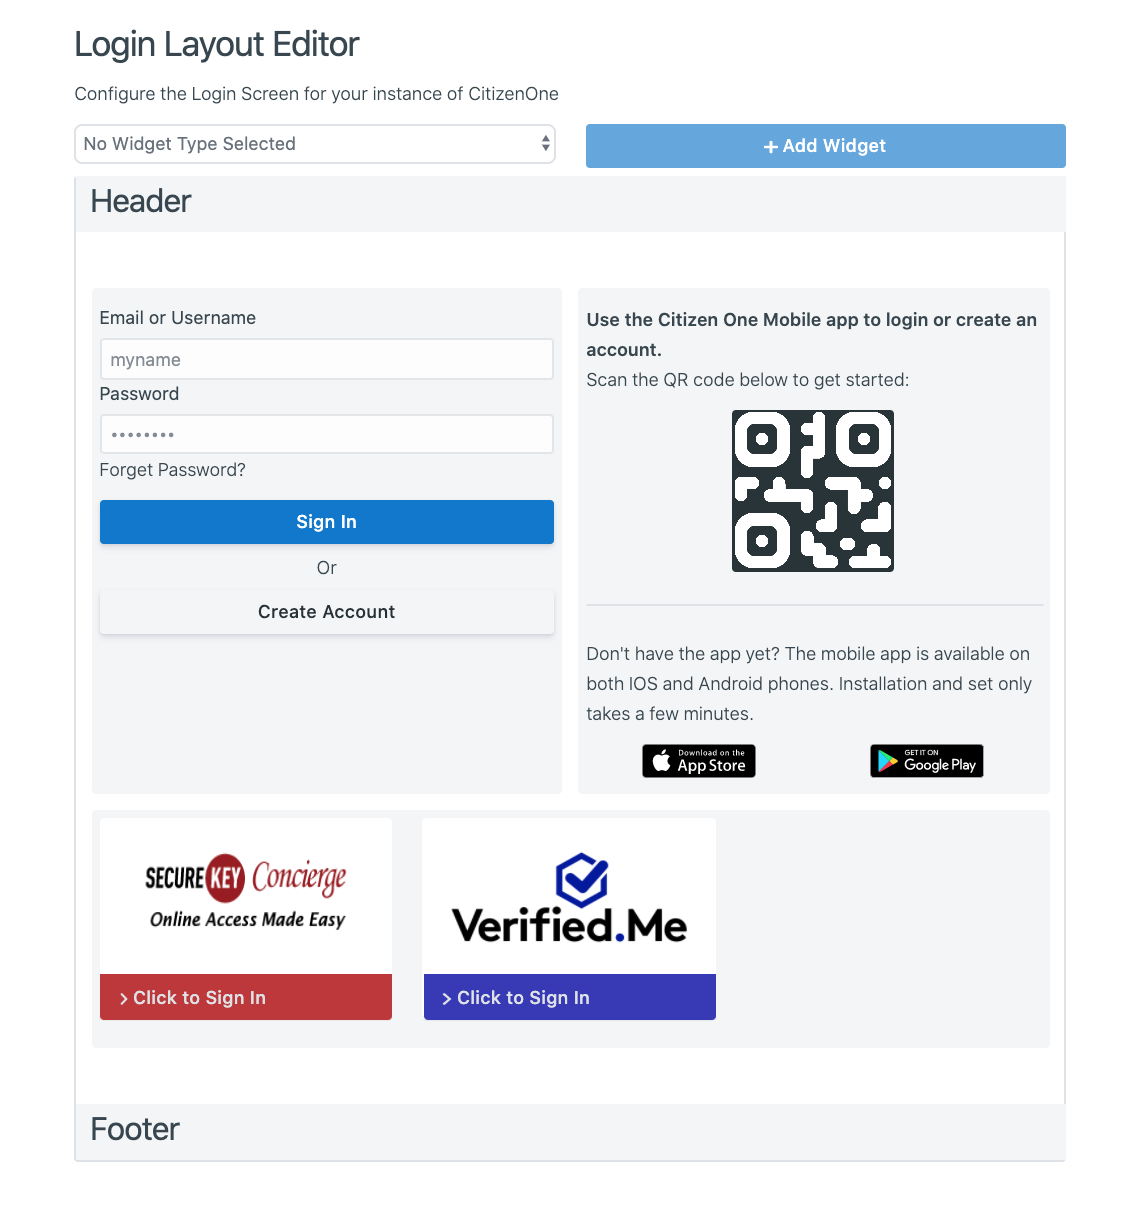 Login Layout Editor
Configure the Login Screen for your instance of CitizenOne
No Widget Type Selected
+ Add Widget
Header
Email or Username
myname
Password
••••••••
Forget Password?
Sign In
Or
Create Account
Use the Citizen One Mobile app to login or create an
account.
Scan the QR code below to get started:
Don't have the app yet? The mobile app is available on
both IOS and Android phones. Installation and set only
takes a few minutes.
Download on the
App Store
GET IT ON
Google Play
SECUREKEY Concierge
Online Access Made Easy
> Click to Sign In
Verified.Me
> Click to Sign In
Footer